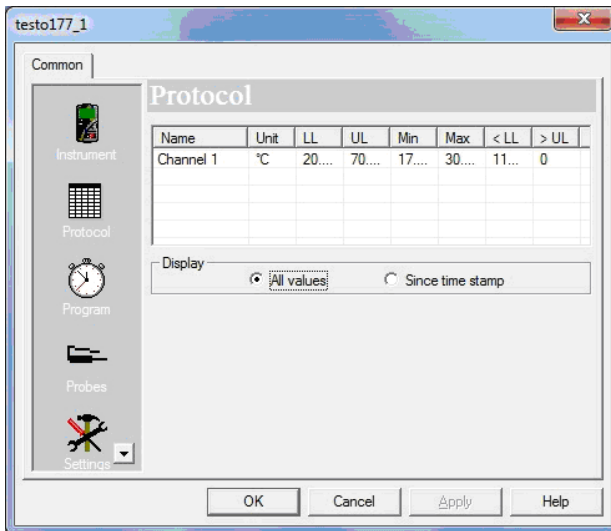 testo177_1
Common
Instrument
Protocol
Program
Probes
Settings
Protocol
Name Unit LL UL Min Max < LL > UL
Channel 1 °C 20.... 70.... 17.... 30.... 11... 0
Display
All values Since time stamp
OK Cancel Apply Help